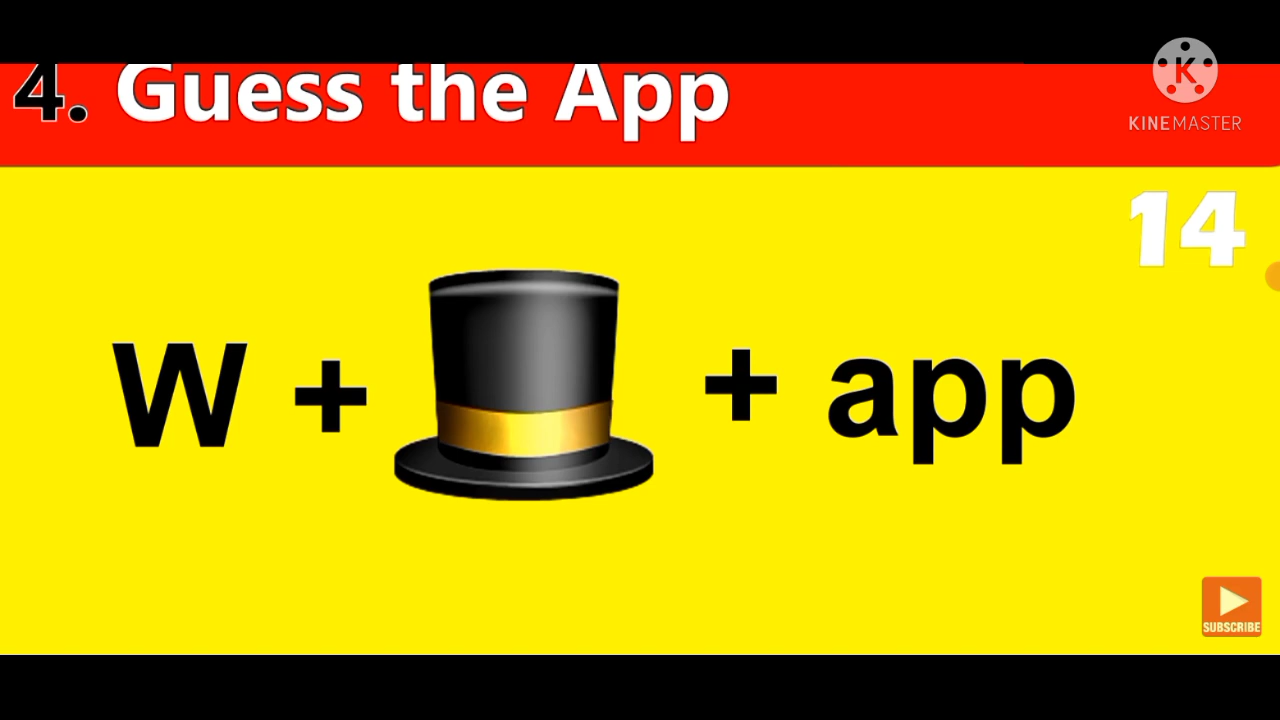 4. Guess the App
KINEMASTER
14
W + + app
SUBSCRIBE